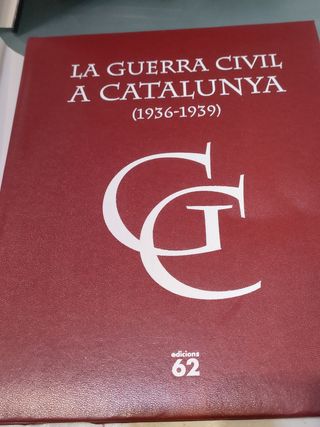 LA GUERRA CIVIL
A CATALUNYA
(1936-1939)
GC
edicions
62